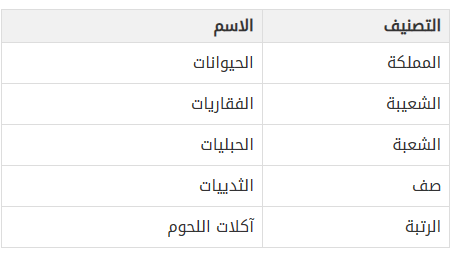 التصنيف الاسم
المملكة الحيوانات
الشعيبة الفقاريات
الشعبة الحبليات
صف الثدييات
الرتبة آكلات اللحوم